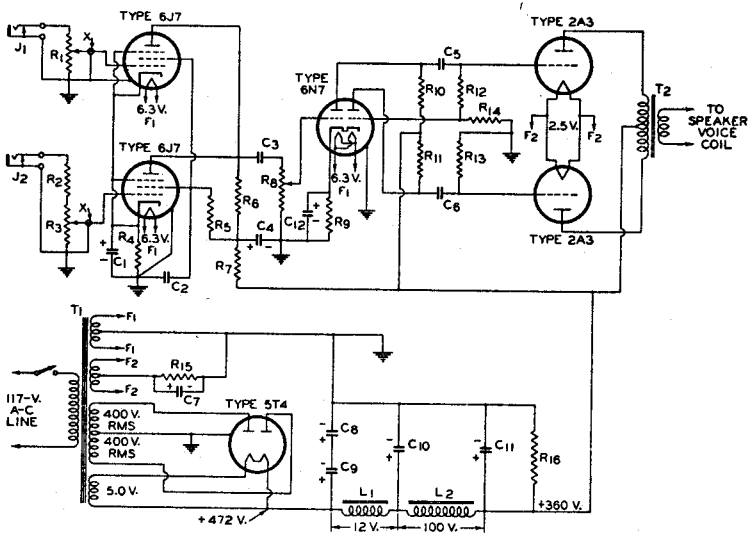 TYPE 6J7
J1
R1
X1
6.3 V.
F1
TYPE 6J7
J2
R2
R3
X1
R4
6.3 V.
F1
C1
C2
C3
R8
R6
R5
C4
R7
C12
R9
TYPE
6N7
6.3 V.
F1
R10
R11
C5
R12
R14
R13
C6
TYPE 2A3
2.5 V.
F2
F2
TYPE 2A3
T2
TO
SPEAKER
VOICE
COIL
T1
F1
F1
F2
F2
R15
C7
117-V.
A-C
LINE
400 V.
RMS
400 V.
RMS
5.0 V.
TYPE 5T4
+472 V.
C8
C9
C10
C11
R16
L1
L2
12 V.
100 V.
+360 V.